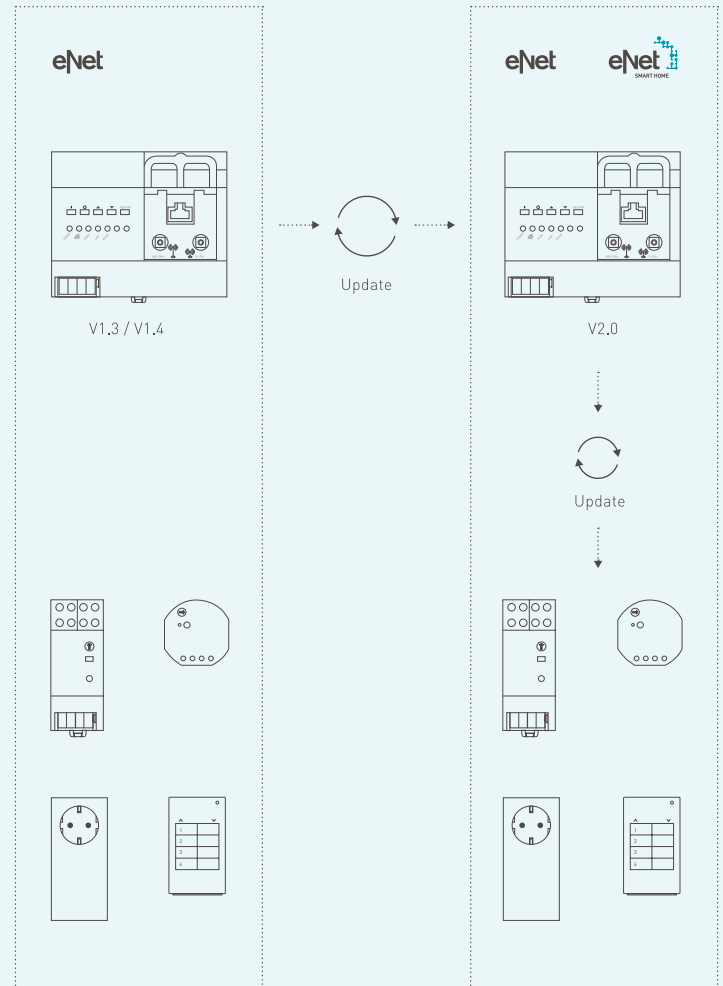 eNet
eNet
eNet
SMART HOME
Update
V1.3 / V1.4
V2.0
Update
1
2
3
4
1
2
3
4